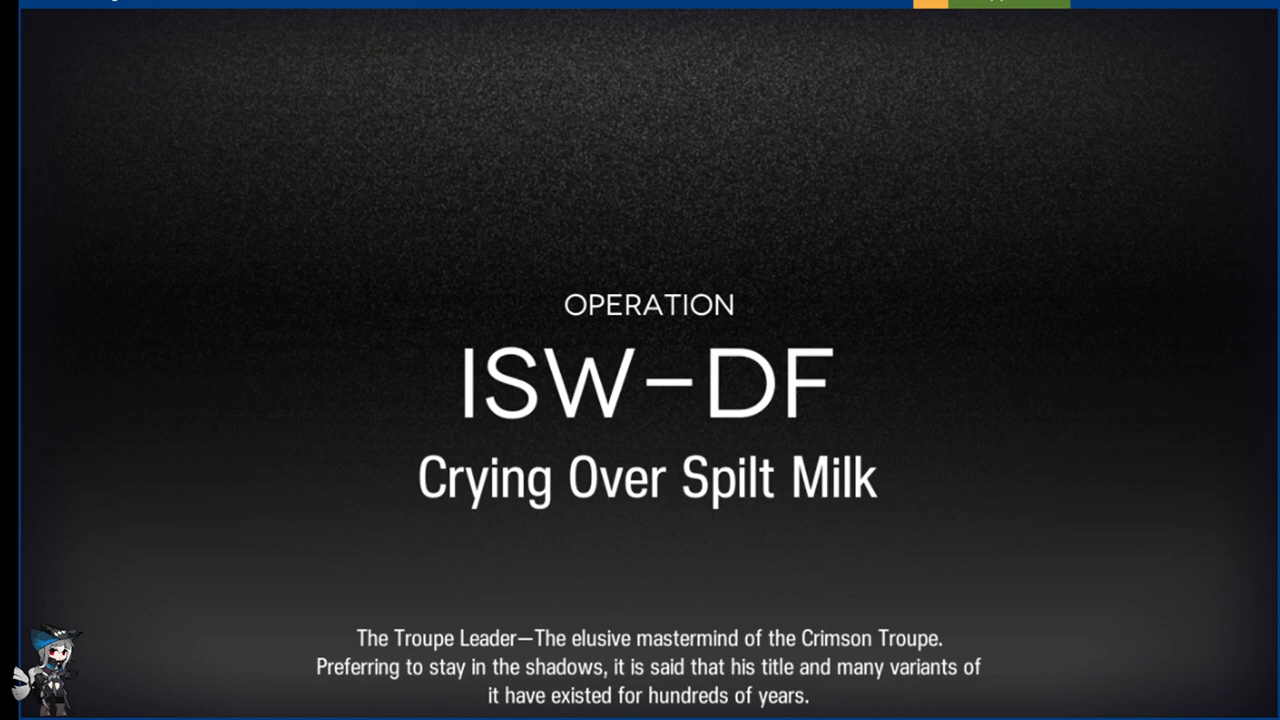 OPERATION
ISW-DF
Crying Over Spilt Milk
The Troupe Leader—The elusive mastermind of the Crimson Troupe.
Preferring to stay in the shadows, it is said that his title and many variants of
it have existed for hundreds of years.